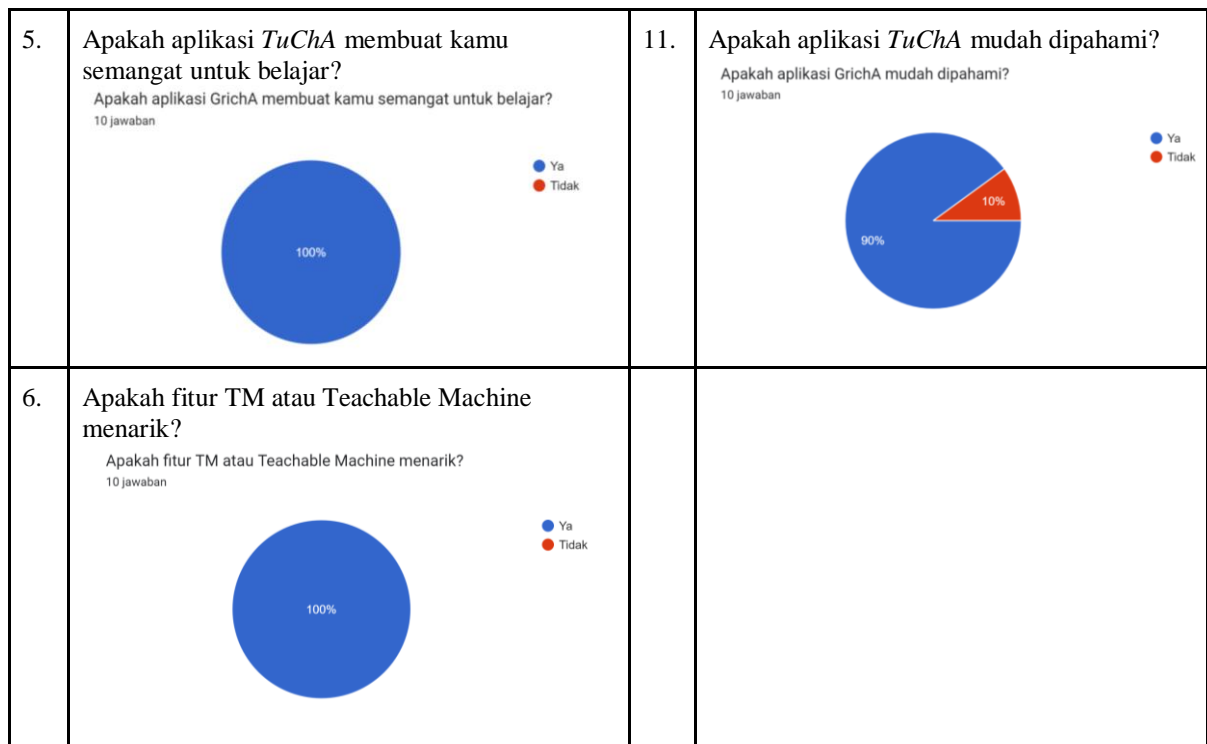 5.
Apakah aplikasi TuChA membuat kamu
semangat untuk belajar?
Apakah aplikasi GrichA membuat kamu semangat untuk belajar?
10 jawaban
Ya
Tidak
100%
11.
Apakah aplikasi TuChA mudah dipahami?
Apakah aplikasi GrichA mudah dipahami?
10 jawaban
Ya
Tidak
10%
90%
6.
Apakah fitur TM atau Teachable Machine
menarik?
Apakah fitur TM atau Teachable Machine menarik?
10 jawaban
Ya
Tidak
100%